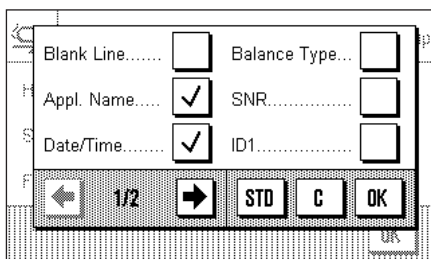 Blank Line....... Balance Type...
Appl. Name..... SNR................
Date/Time........ ID1...................
1/2 STD C OK